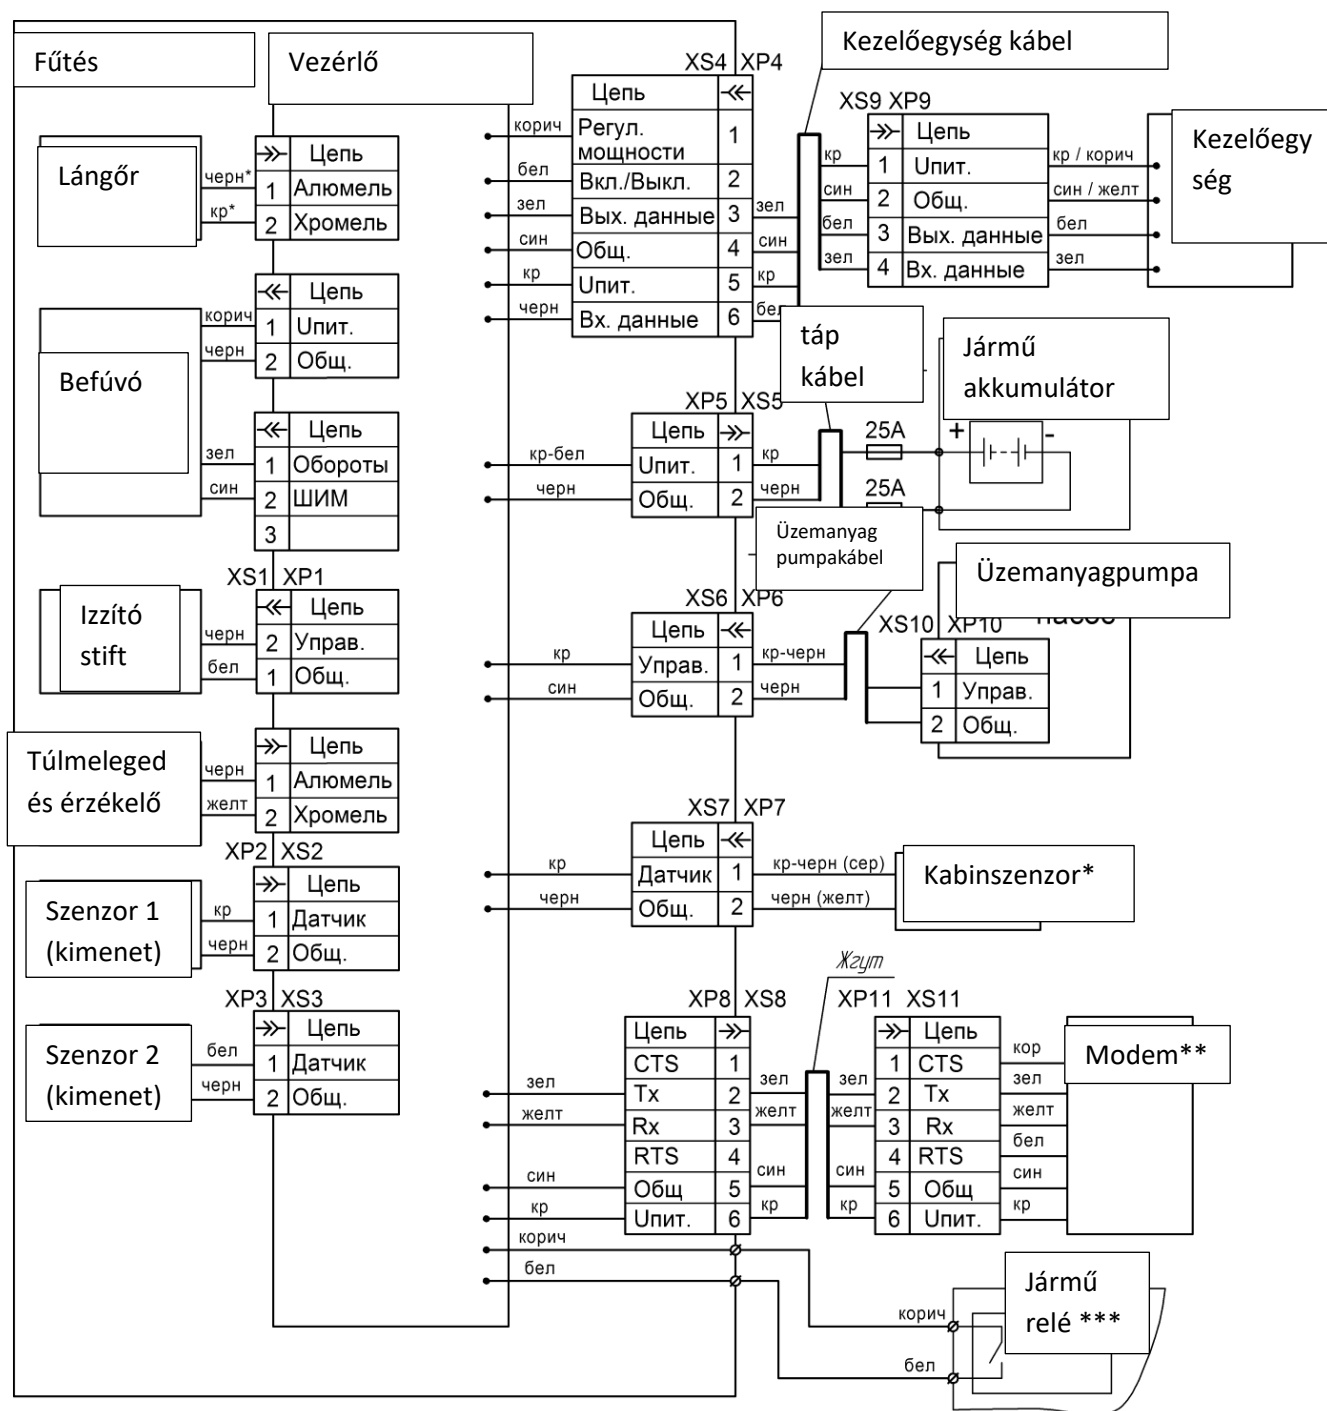 Fűtés
Vezérlő
Kezelőegység kábel
Lángőr
черн*
кр*
Цепь
1 Алюмель
2 Хромель
корич
черн
Цепь
1 Uпит.
2 Общ.
Befúvó
зел
син
Цепь
1 Обороты
2 ШИМ
3
XS1 XP1
Izzító
stift
черн
бел
Цепь
2 Управ.
1 Общ.
Túlmeleged
és érzékelő
черн
желт
Цепь
1 Алюмель
2 Хромель
XP2 XS2
Szenzor 1
(kimenet)
кр
черн
Цепь
1 Датчик
2 Общ.
XP3 XS3
Szenzor 2
(kimenet)
бел
черн
Цепь
1 Датчик
2 Общ.
XS4 XP4
Цепь
корич Регул.
мощности 1
бел Вкл./Выкл. 2
зел Вых. данные 3 зел
син Общ. 4 син
кр Uпит. 5 кр
черн Вх. данные 6 бел
XS9 XP9
Цепь
кр 1 Uпит. кр / корич
син 2 Общ. син / желт
бел 3 Вых. данные бел
зел 4 Вх. данные зел
Kezelőegy
ség
táp
kábel
Jármű
akkumulátor
XP5 XS5
Цепь
кр-бел Uпит. 1 кр
черн Общ. 2 черн
25А
25А
+ -
Üzemanyag
pumpakábel
Üzemanyagpumpa
XS6 XP6
Цепь
кр Управ. 1 кр-черн
син Общ. 2 черн
XS10 XP10
Цепь
1 Управ.
2 Общ.
XS7 XP7
Цепь
кр Датчик 1 кр-черн (сер)
черн Общ. 2 черн (желт)
Kabinszenzor*
Жгут
XP8 XS8
Цепь
CTS 1
зел Tx 2 зел
желт Rx 3 желт
RTS 4
син Общ 5 син
кр Uпит. 6 кр
XP11 XS11
Цепь
1 CTS кор
зел 2 Tx зел
желт 3 Rx желт
4 RTS бел
син 5 Общ син
кр 6 Uпит. кр
Modem**
корич
бел
корич
бел
Jármű
relé ***